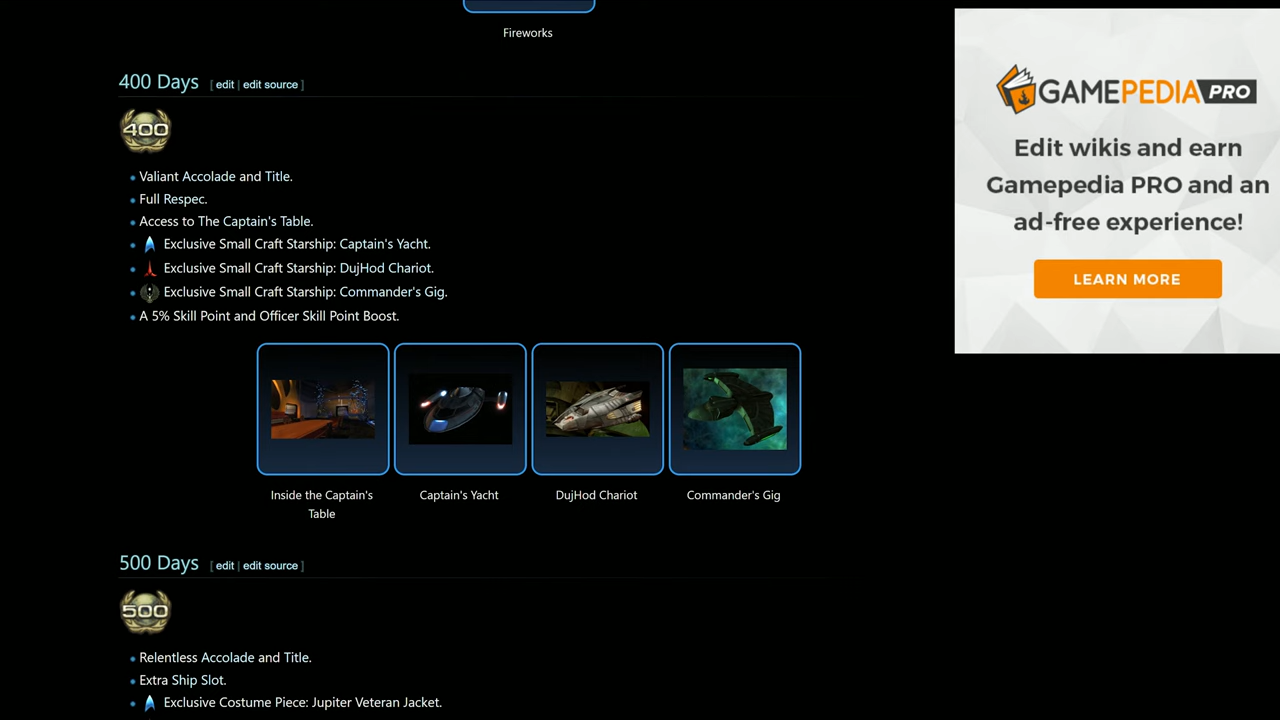 Fireworks
400 Days [ edit | edit source ]
400
Valiant Accolade and Title.
Full Respec.
Access to The Captain's Table.
Exclusive Small Craft Starship: Captain's Yacht.
Exclusive Small Craft Starship: DujHod Chariot.
Exclusive Small Craft Starship: Commander's Gig.
A 5% Skill Point and Officer Skill Point Boost.
Inside the Captain's
Table
Captain's Yacht
DujHod Chariot
Commander's Gig
500 Days [ edit | edit source ]
500
Relentless Accolade and Title.
Extra Ship Slot.
Exclusive Costume Piece: Jupiter Veteran Jacket.
GAMEPEDIA PRO
Edit wikis and earn
Gamepedia PRO and an
ad-free experience!
LEARN MORE